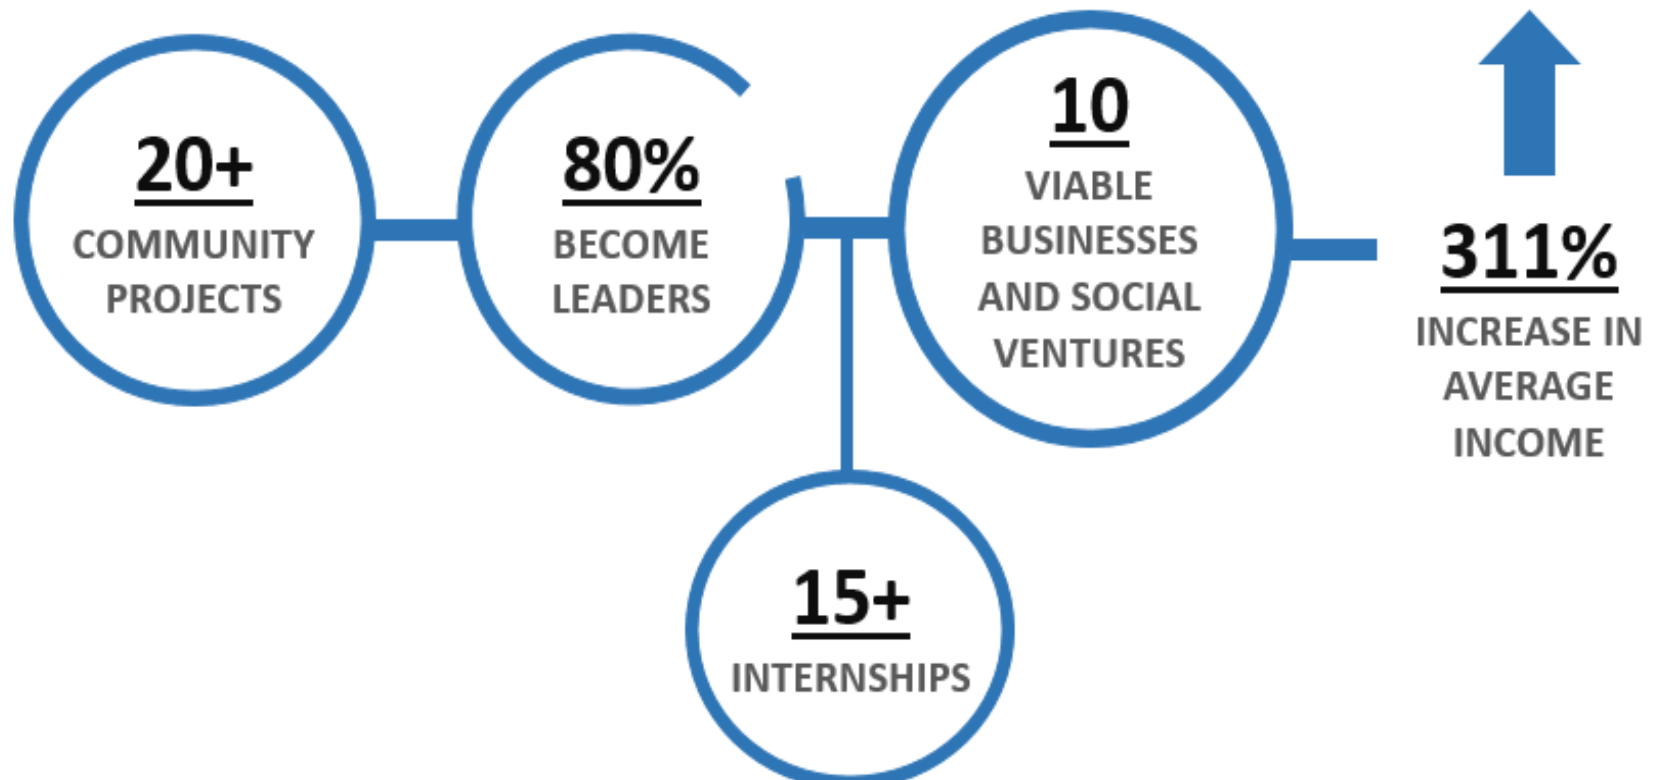 20+
COMMUNITY
PROJECTS
80%
BECOME
LEADERS
10
VIABLE
BUSINESSES
AND SOCIAL
VENTURES
311%
INCREASE IN
AVERAGE
INCOME
15+
INTERNSHIPS